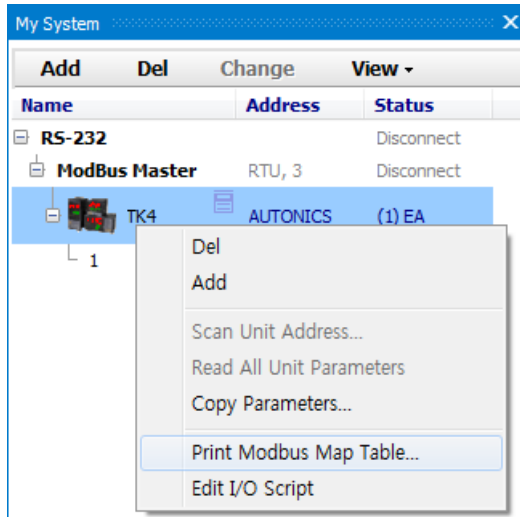 My System
Add Del Change View
Name Address Status
RS-232 Disconnect
ModBus Master RTU, 3 Disconnect
TK4 AUTONICS (1) EA
1
Del
Add
Scan Unit Address...
Read All Unit Parameters
Copy Parameters...
Print Modbus Map Table...
Edit I/O Script